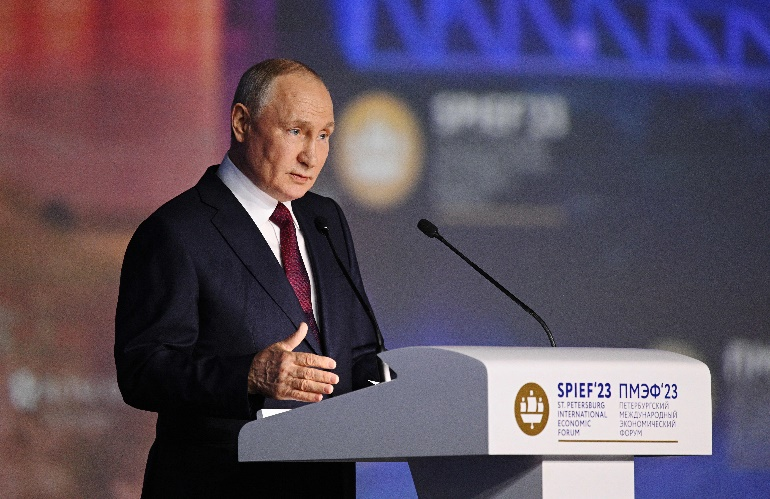 SPIEF'23
SPIEF'23
ST. PETERSBURG
INTERNATIONAL
ECONOMIC
FORUM
ПМЭФ'23
ПЕТЕРБУРГСКИЙ
МЕЖДУНАРОДНЫЙ
ЭКОНОМИЧЕСКИЙ
ФОРУМ